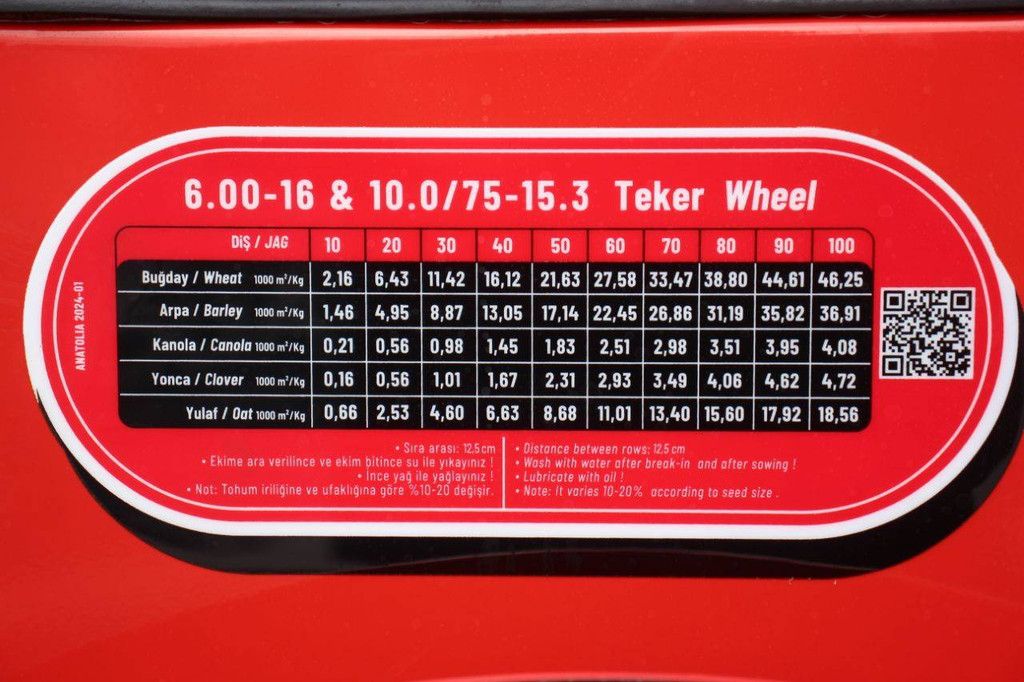 6.00-16 & 10.0/75-15.3 Teker Wheel
DİŞ / JAG 10 20 30 40 50 60 70 80 90 100
Buğday / Wheat 1000 m²/Kg 2,16 6,43 11,42 16,12 21,63 27,58 33,47 38,80 44,61 46,25
Arpa / Barley 1000 m²/Kg 1,46 4,95 8,87 13,05 17,14 22,45 26,86 31,19 35,82 36,91
Kanola / Canola 1000 m²/Kg 0,21 0,56 0,98 1,45 1,83 2,51 2,98 3,51 3,95 4,08
Yonca / Clover 1000 m²/Kg 0,16 0,56 1,01 1,67 2,31 2,93 3,49 4,06 4,62 4,72
Yulaf / Oat 1000 m²/Kg 0,66 2,53 4,60 6,63 8,68 11,01 13,40 15,60 17,92 18,56
ANATOLIA 2024-01
• Sıra arası: 12,5cm
• Ekime ara verilince ve ekim bitince su ile yıkayınız !
• İnce yağ ile yağlayınız !
• Not: Tohum iriliğine ve ufaklığına göre %10-20 değişir.
• Distance between rows: 12.5cm
• Wash with water after break-in and after sowing !
• Lubricate with oil !
• Note: It varies 10-20% according to seed size .